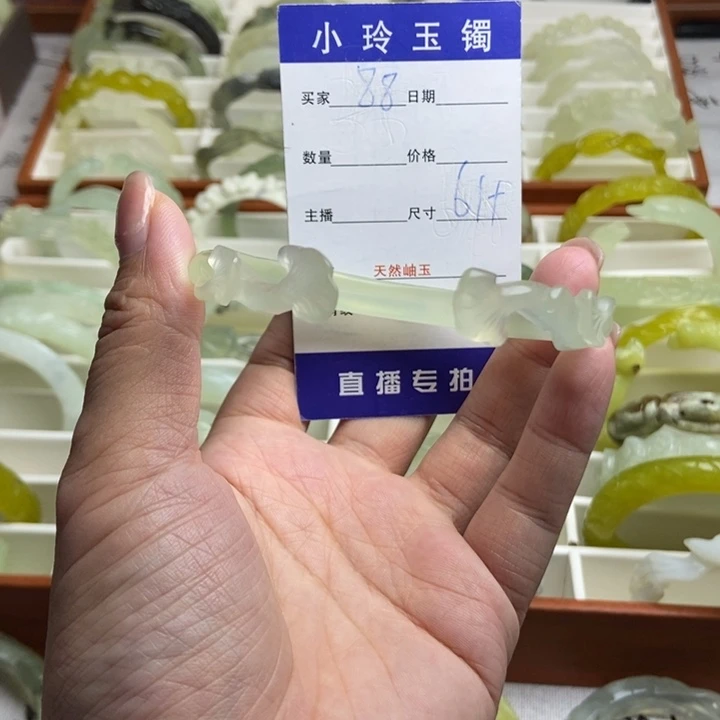 小玲玉镯
买家 88 日期
数量 价格
主播 尺寸 61+
天然岫玉
直播专拍